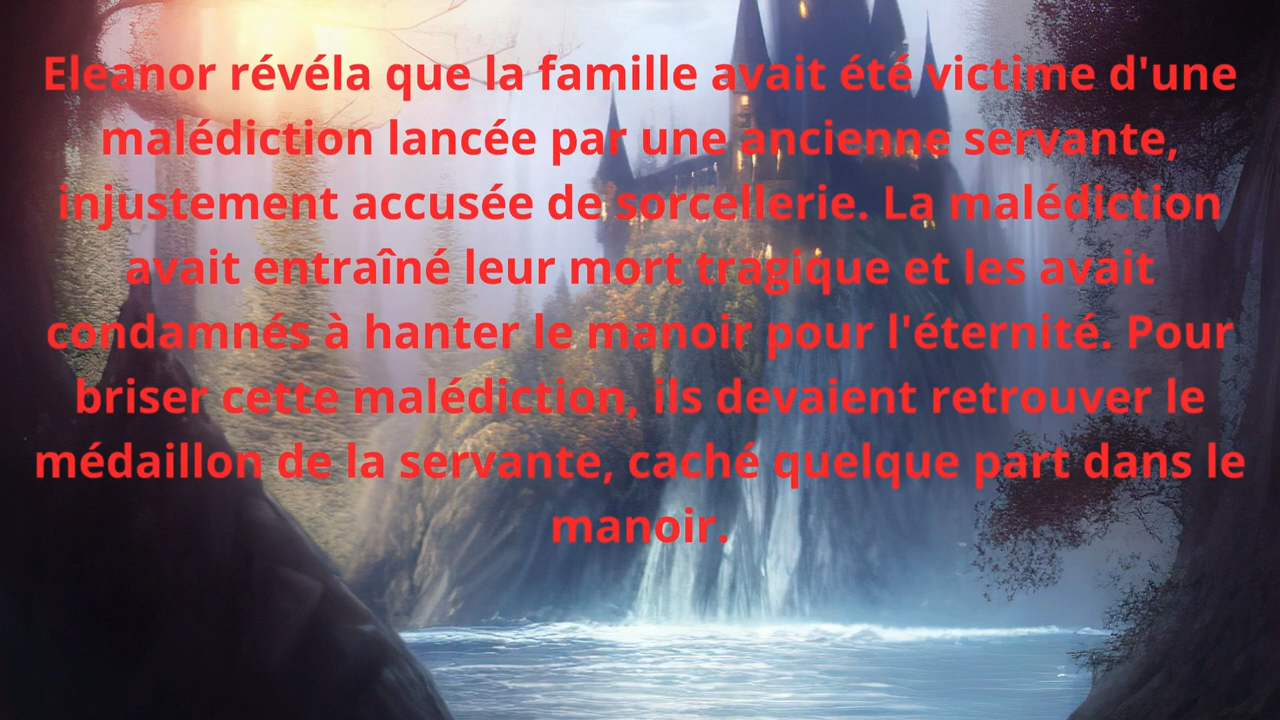 Eleanor révéla que la famille avait été victime d'une
malédiction lancée par une ancienne servante,
injustement accusée de sorcellerie. La malédiction
avait entraîné leur mort tragique et les avait
condamnés à hanter le manoir pour l'éternité. Pour
briser cette malédiction, ils devaient retrouver le
médaillon de la servante, caché quelque part dans le
manoir.